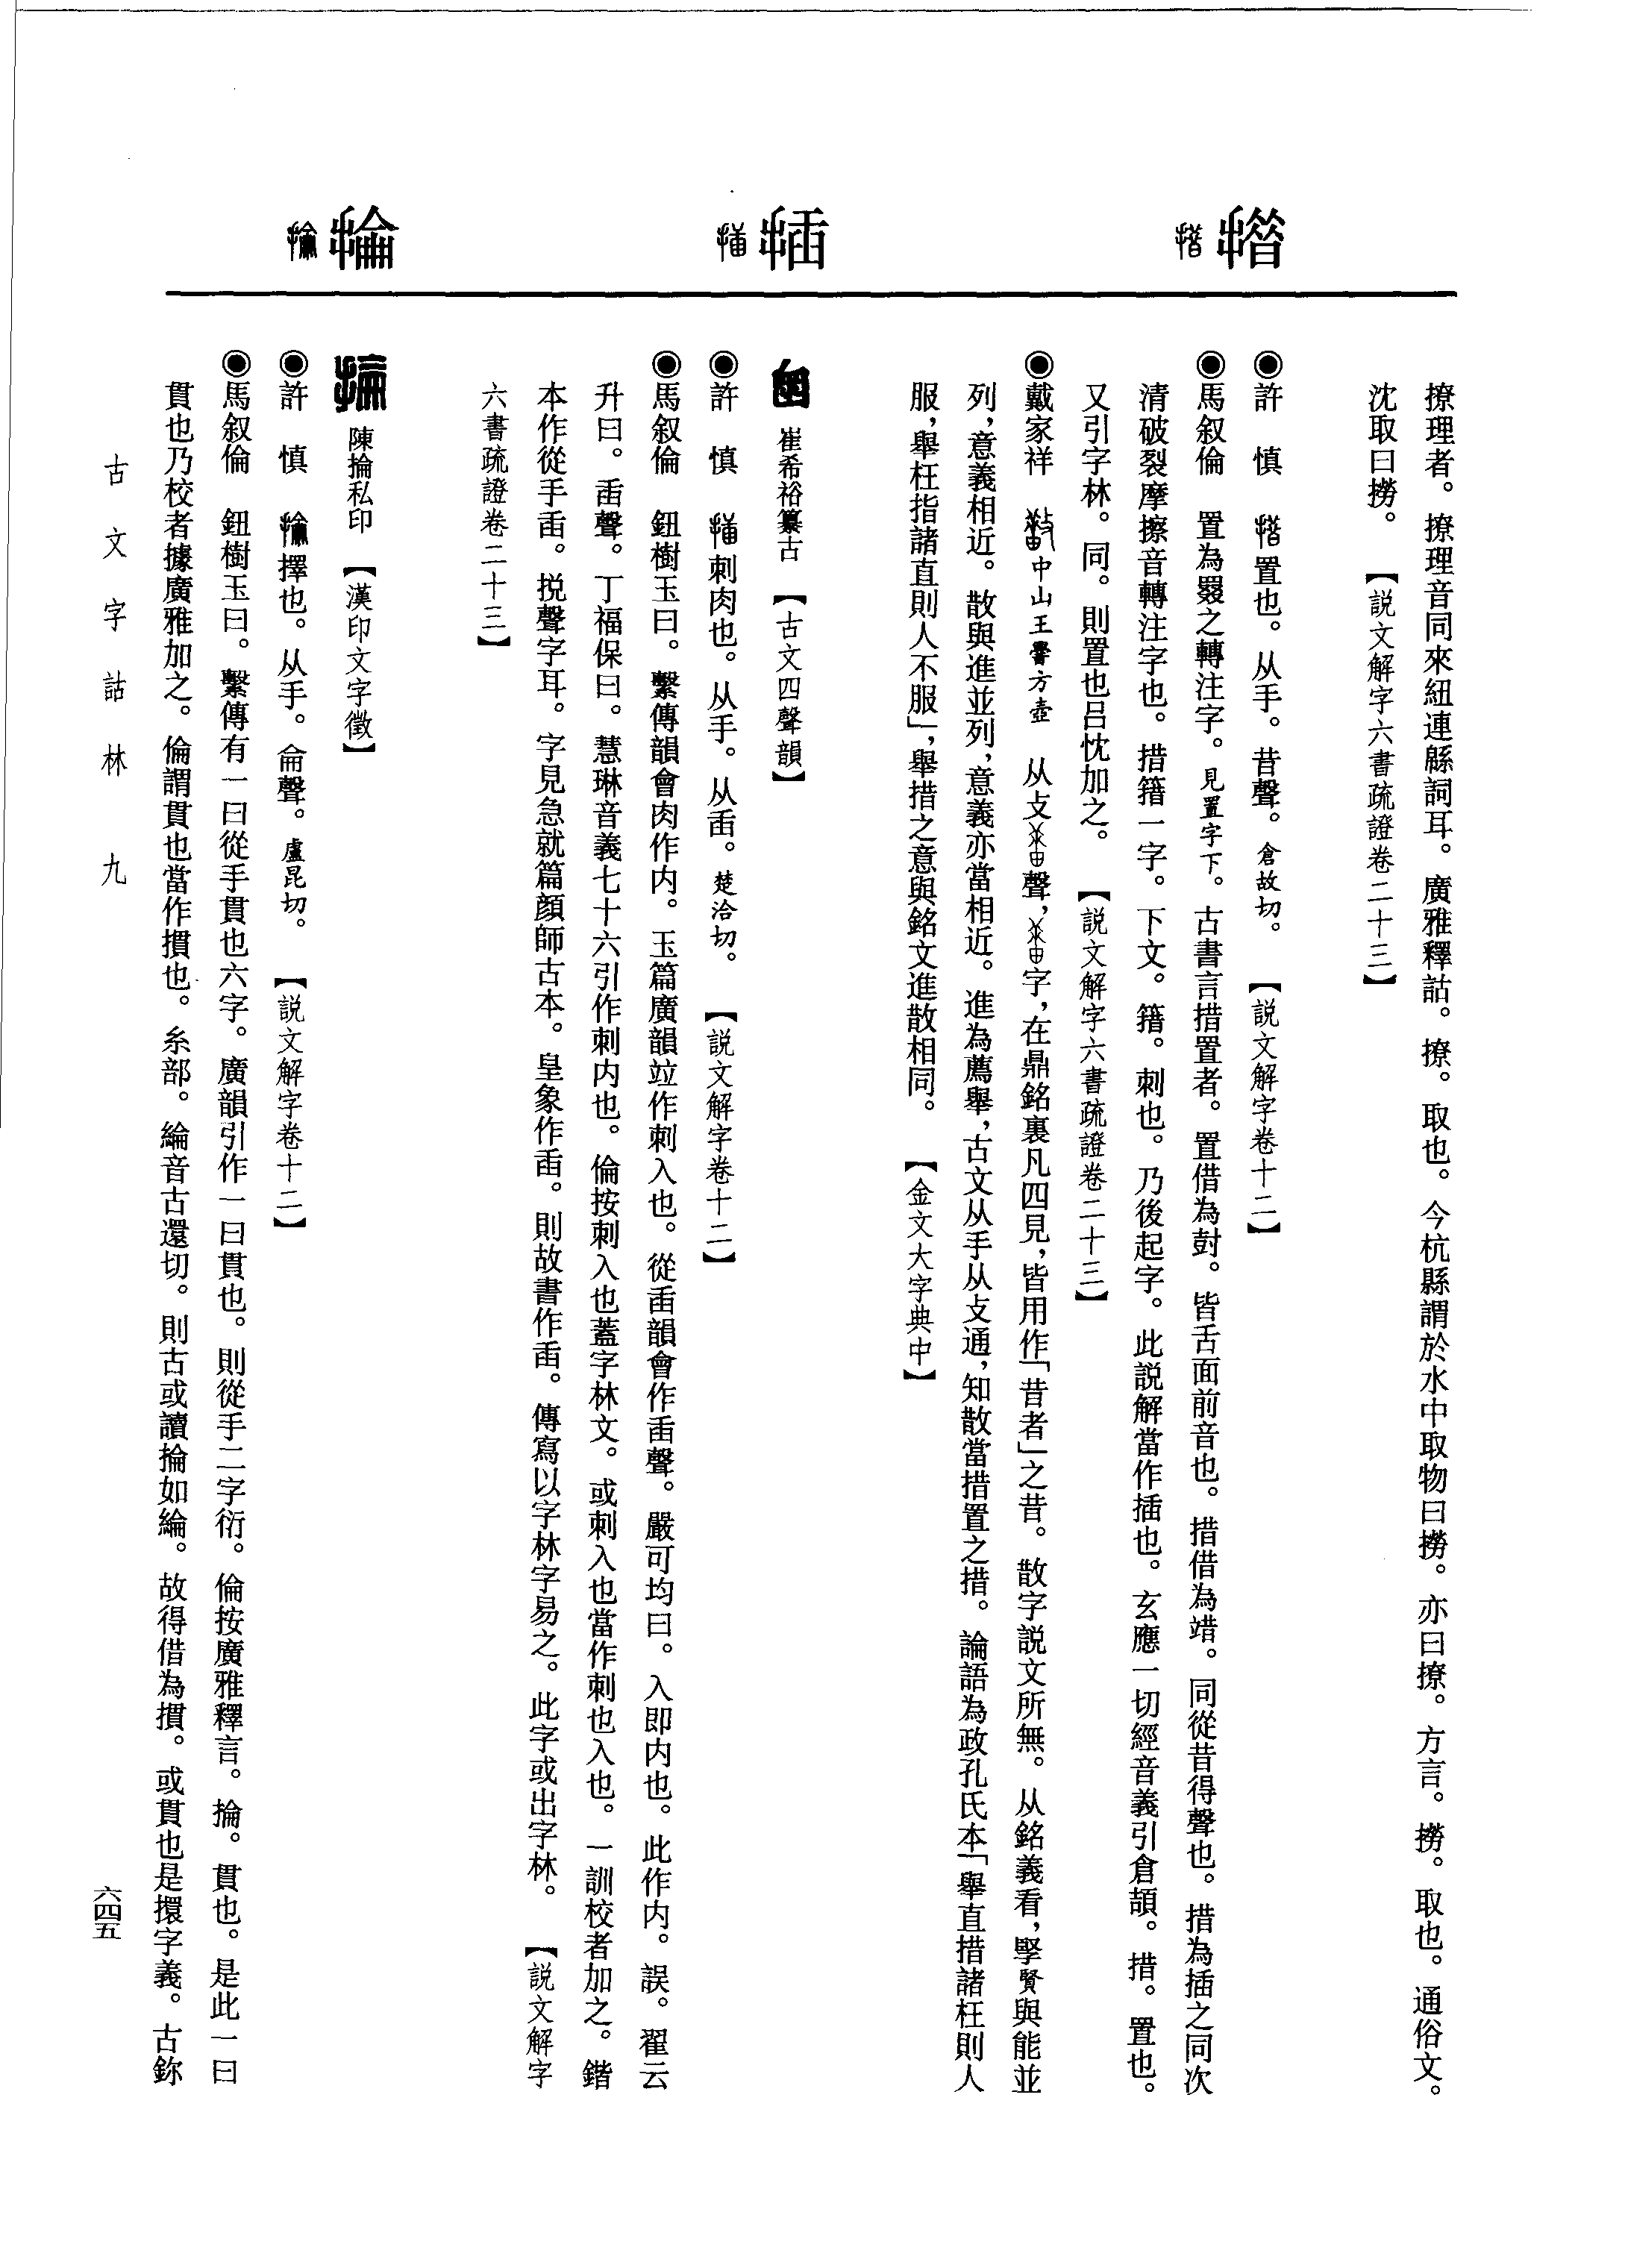 撩理者。撩理音同來紐連緜詞耳。廣雅釋詁。撩。取也。今杭縣謂於水中取物曰撈。亦曰撩。方言。撈。取也。通俗文。
沈取曰撈。【説文解字六書疏證卷二十三】
措
◉許　慎　置也。从手。昔聲。倉故切。【説文解字卷十二】
◉馬叙倫　置為罬之轉注字。見置字下。古書言措置者。置借為尌。皆舌面前音也。措借為逪。同從昔得聲也。措為插之同次
清破裂摩擦音轉注字也。措籍一字。下文。籍。刺也。乃後起字。此説解當作插也。玄應一切經音義引倉頡。措。置也。
又引字林。同。則置也吕忱加之。【説文解字六書疏證卷二十三】
◉戴家祥　中山王嚳方壺　从攴聲，字，在鼎銘裏凡四見，皆用作「昔者」之昔。散字説文所無。从銘義看，孯賢與能並
列，意義相近。散與進並列，意義亦當相近。進為薦舉，古文从手从攴通，知散當措置之措。論語為政孔氏本「舉直措諸枉則人
服，舉枉指諸直則人不服」，舉措之意與銘文進散相同。【金文大字典中】
插
崔希裕纂古【古文四聲韻】
◉許　慎　刺肉也。从手。从臿。楚洽切。【説文解字卷十二】
◉馬叙倫　鈕樹玉曰。繫傳韻會肉作内。玉篇廣韻竝作刺入也。從臿韻會作臿聲。嚴可均曰。入即内也。此作内。誤。翟云
升曰。臿聲。丁福保曰。慧琳音義七十六引作刺内也。倫按刺入也蓋字林文。或刺入也當作刺也入也。一訓校者加之。鍇
本作從手臿。捝聲字耳。字見急就篇顔師古本。皇象作臿。則故書作臿。傳寫以字林字易之。此字或出字林。【説文解字
六書疏證卷二十三】
掄
陳掄私印【漢印文字徵】
◉許　慎　擇也。从手。侖聲。盧昆切。【説文解字卷十二】
◉馬叙倫　鈕樹玉曰。繫傳有一曰從手貫也六字。廣韻引作一曰貫也。則從手二字衍。倫按廣雅釋言。掄。貫也。是此一曰
貫也乃校者據廣雅加之。倫謂貫也當作摜也。糸部。綸音古還切。則古或讀掄如綸。故得借為摜。或貫也是擐字義。古鉨
古文字詁林　九
六四五